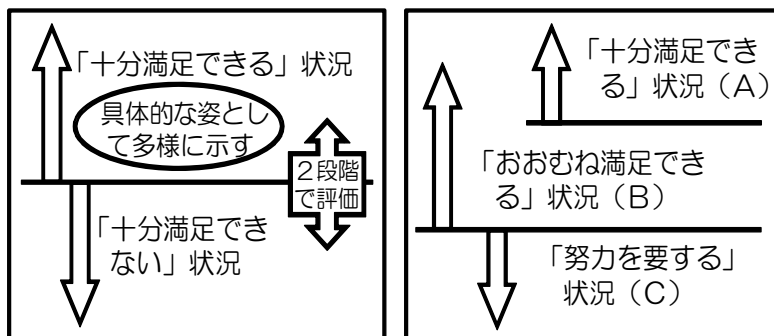 「十分満足できる」状況
具体的な姿とし
て多様に示す
2段階
で評価
「十分満足でき
ない」状況
「十分満足でき
る」状況（A）
「おおむね満足でき
る」状況（B）
「努力を要する」
状況（C）